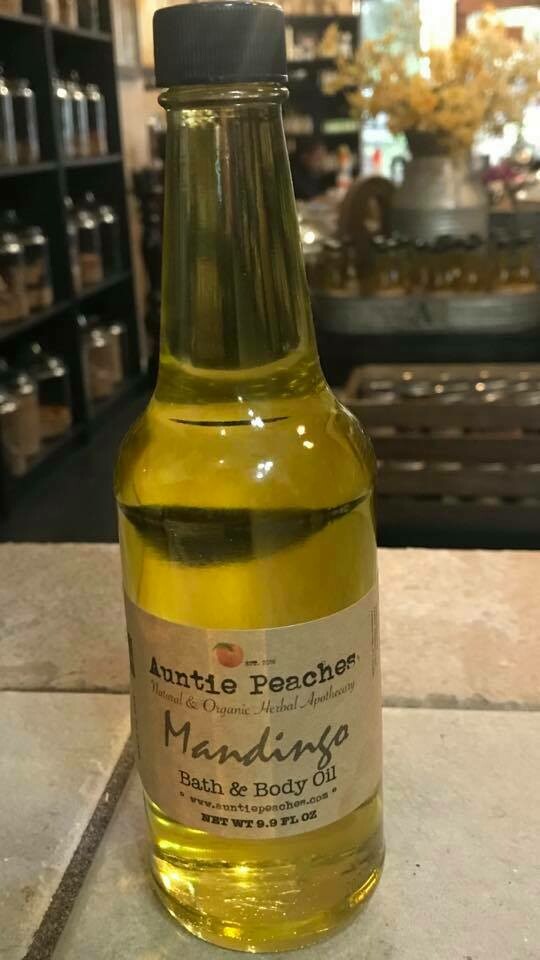 Auntie Peaches
Natural & Organic Herbal Apothecary
Mandingo
Bath & Body Oil
* www.auntiepeaches.com *
NET WT 9.9 FL OZ